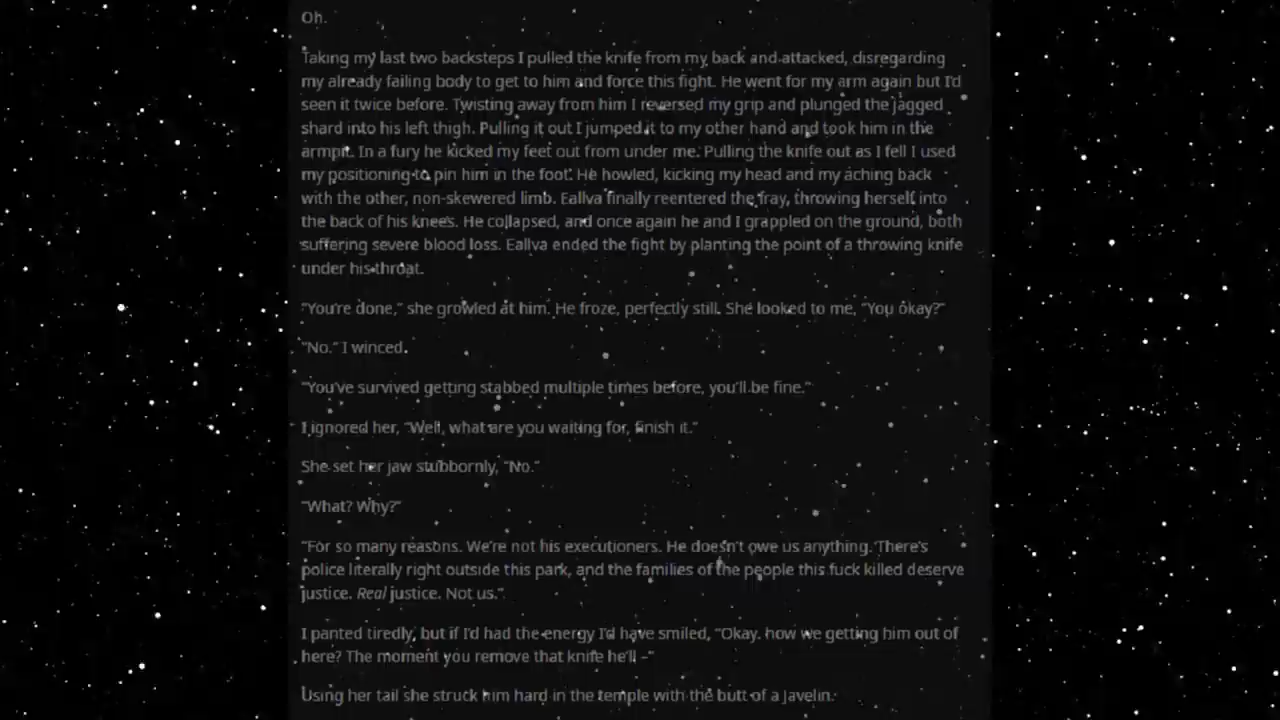 Oh.
Taking my last two backsteps I pulled the knife from my back and attacked, disregarding
my already failing body to get to him and force this fight. He went for my arm again but I'd
seen it twice before. Twisting away from him I reversed my grip and plunged the jagged
shard into his left thigh. Pulling it out I jumped it to my other hand and took him in the
armpit. In a fury he kicked my feet out from under me. Pulling the knife out as I fell I used
my positioning to pin him in the foot. He howled, kicking my head and my aching back
with the other, non-skewered limb. Eallva finally reentered the fray, throwing herself into
the back of his knees. He collapsed, and once again he and I grappled on the ground, both
suffering severe blood loss. Eallva ended the fight by planting the point of a throwing knife
under his throat.
“You’re done,” she growled at him. He froze, perfectly still. She looked to me, “You okay?”
“No.” I winced.
“You’ve survived getting stabbed multiple times before, you’ll be fine.”
I ignored her, “Well, what are you waiting for, finish it.”
She set her jaw stubbornly, “No.”
“What? Why?”
“For so many reasons. We’re not his executioners. He doesn’t owe us anything. There’s
police literally right outside this park, and the families of the people this fuck killed deserve
justice. Real justice. Not us.”
I panted tiredly, but if I’d had the energy I’d have smiled, “Okay. how we getting him out of
here? The moment you remove that knife he’ll –”
Using her tail she struck him hard in the temple with the butt of a javelin.